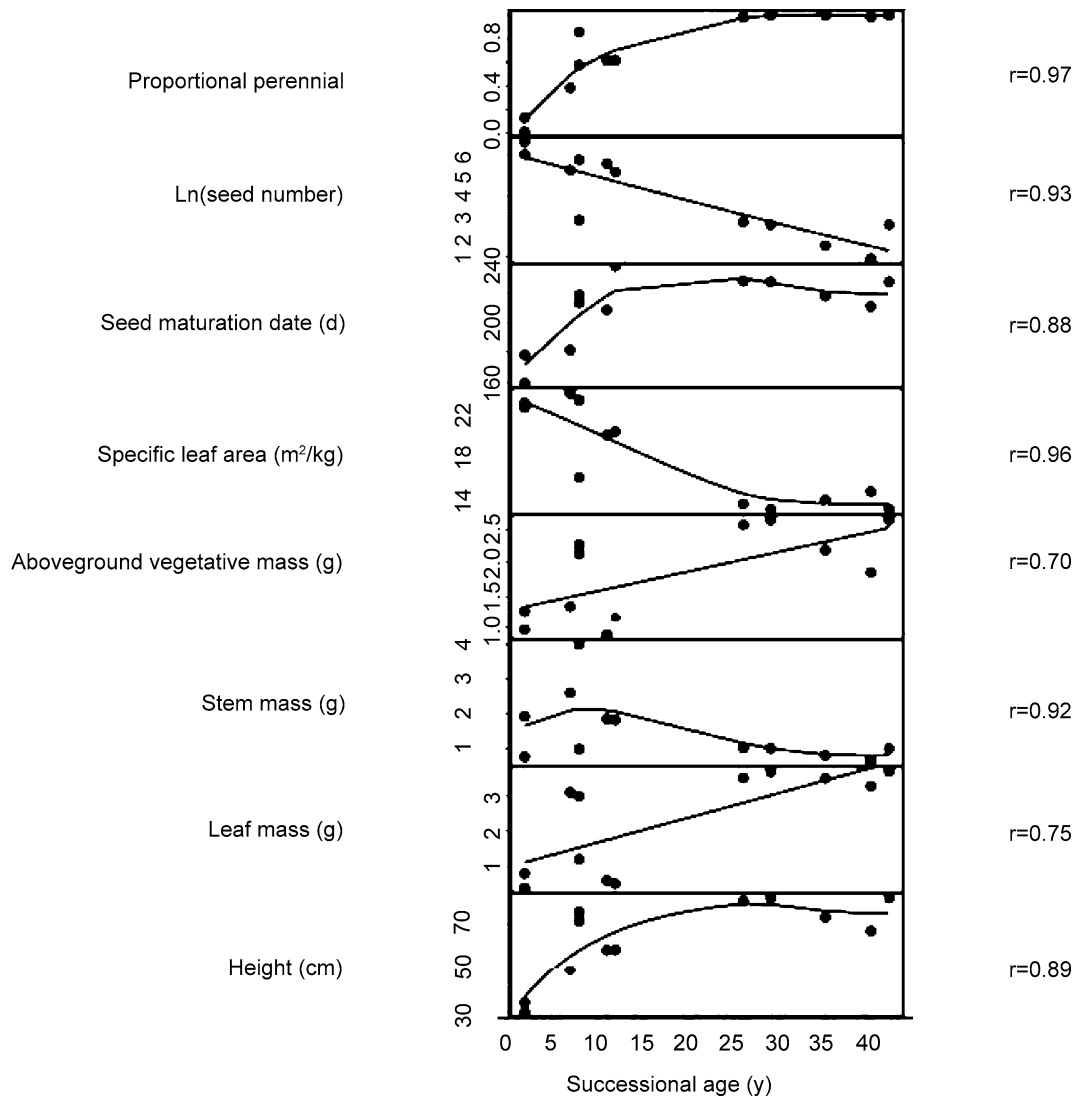 0.0 0.4 0.8
Proportional perennial
r=0.97
1 2 3 4 5 6
Ln(seed number)
r=0.93
160 200 240
Seed maturation date (d)
r=0.88
14 18 22
Specific leaf area (m²/kg)
r=0.96
1.0 1.5 2.0 2.5
Aboveground vegetative mass (g)
r=0.70
4
3
Stem mass (g)
2
r=0.92
1
3
Leaf mass (g)
2
r=0.75
1
70
Height (cm)
50
r=0.89
30
0 5 10 15 20 25 30 35 40
Successional age (y)